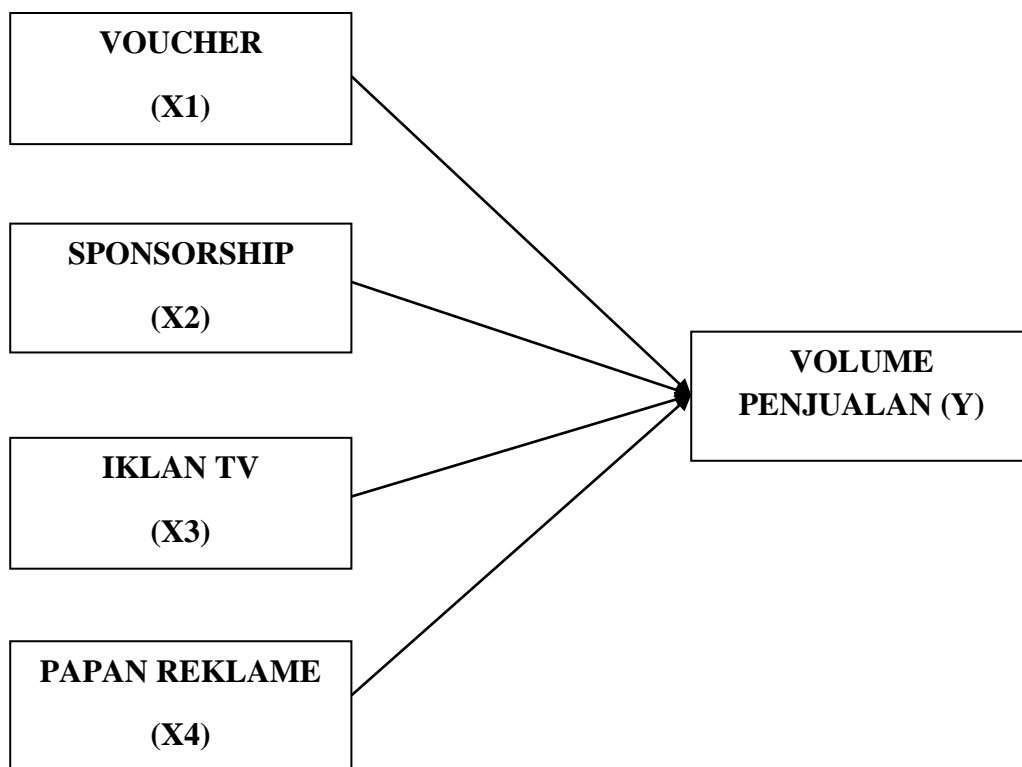 VOUCHER
(X1)
SPONSORSHIP
(X2)
IKLAN TV
(X3)
PAPAN REKLAME
(X4)
VOLUME
PENJUALAN (Y)